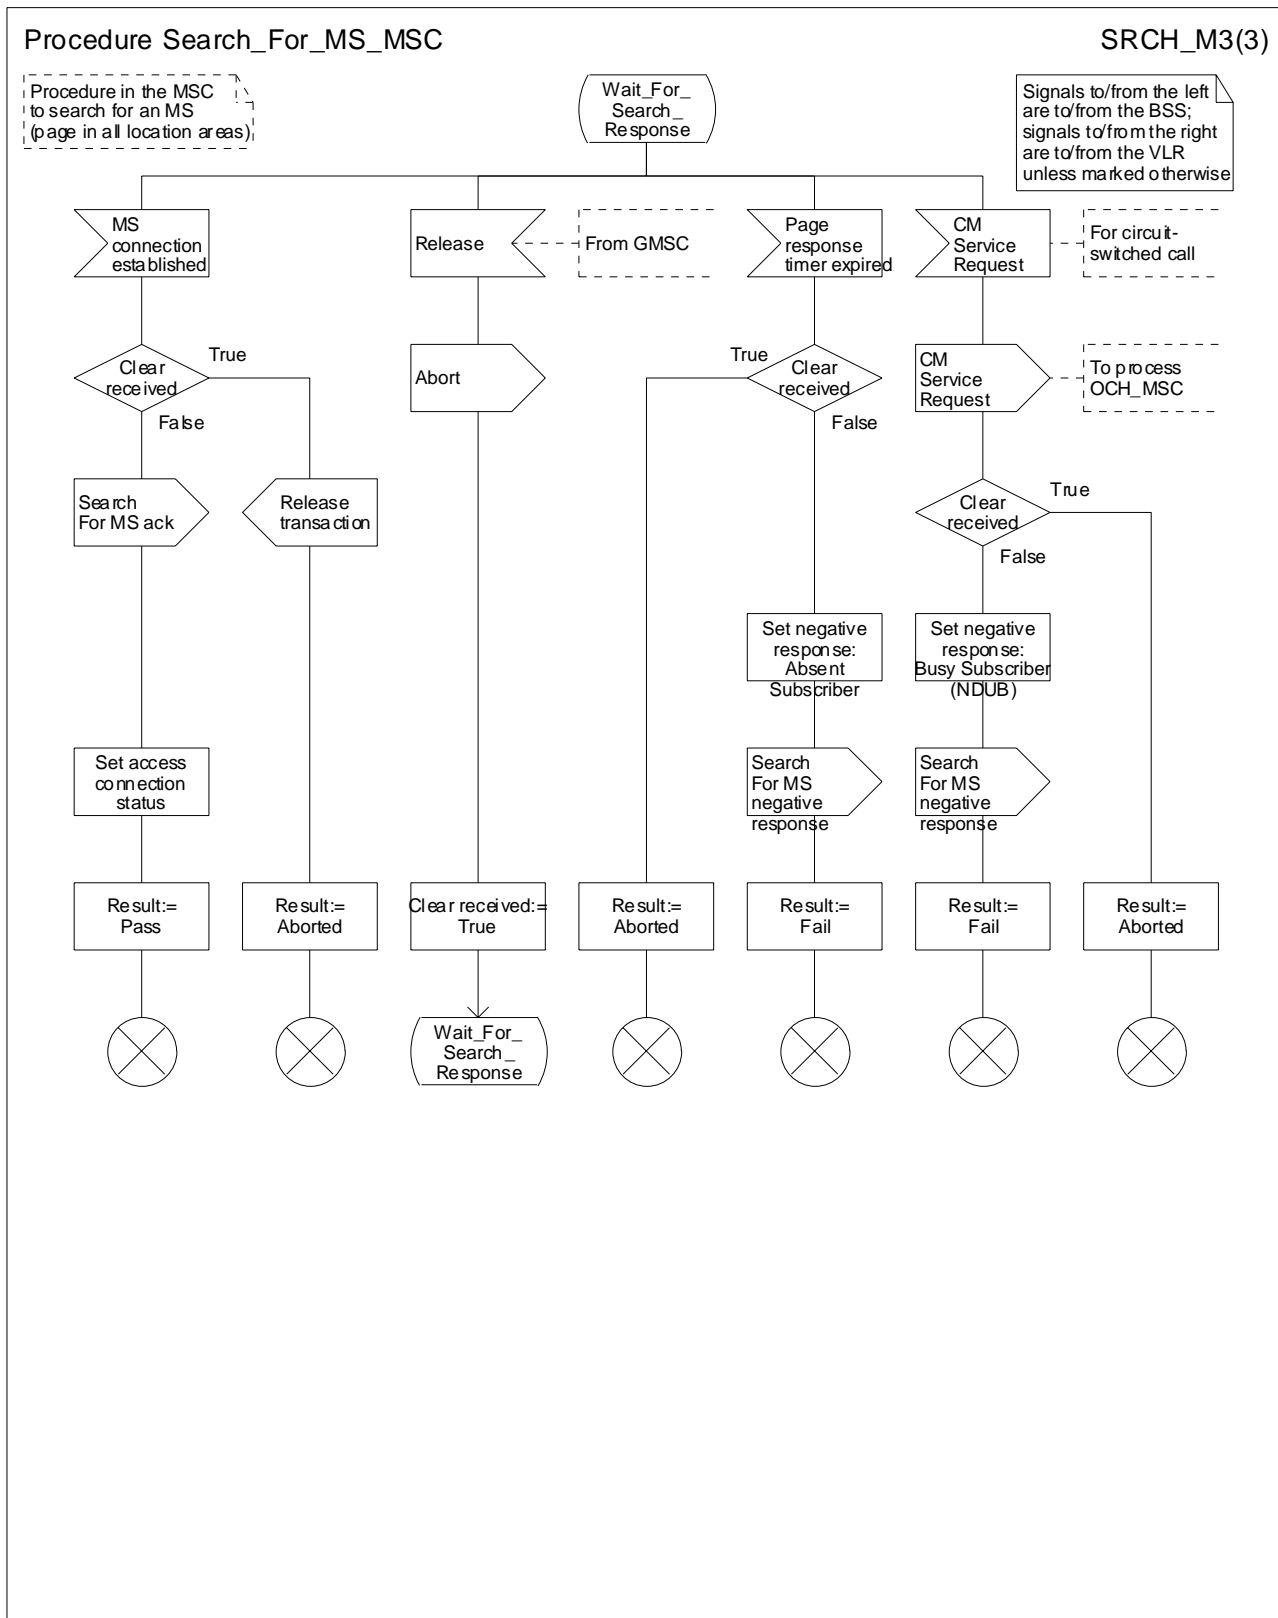 Procedure Search_For_MS_MSC
SRCH_M3(3)
Procedure in the MSC
to search for an MS
(page in all location areas)
Wait_For_
Search_
Response
Signals to/from the left
are to/from the BSS;
signals to/from the right
are to/from the VLR
unless marked otherwise
MS
connection
established
Release
From GMSC
Page
response
timer expired
CM
Service
Request
For circuit-
switched call
Clear
received
True
False
Abort
True
Clear
received
False
CM
Service
Request
To process
OCH_MSC
Search
For MS ack
Release
transaction
Clear
received
True
False
Set negative
response:
Absent
Subscriber
Set negative
response:
Busy Subscriber
(NDUB)
Set access
connection
status
Search
For MS
negative
response
Search
For MS
negative
response
Result:=
Pass
Result:=
Aborted
Clear received:=
True
Result:=
Aborted
Result:=
Fail
Result:=
Fail
Result:=
Aborted
Wait_For_
Search_
Response